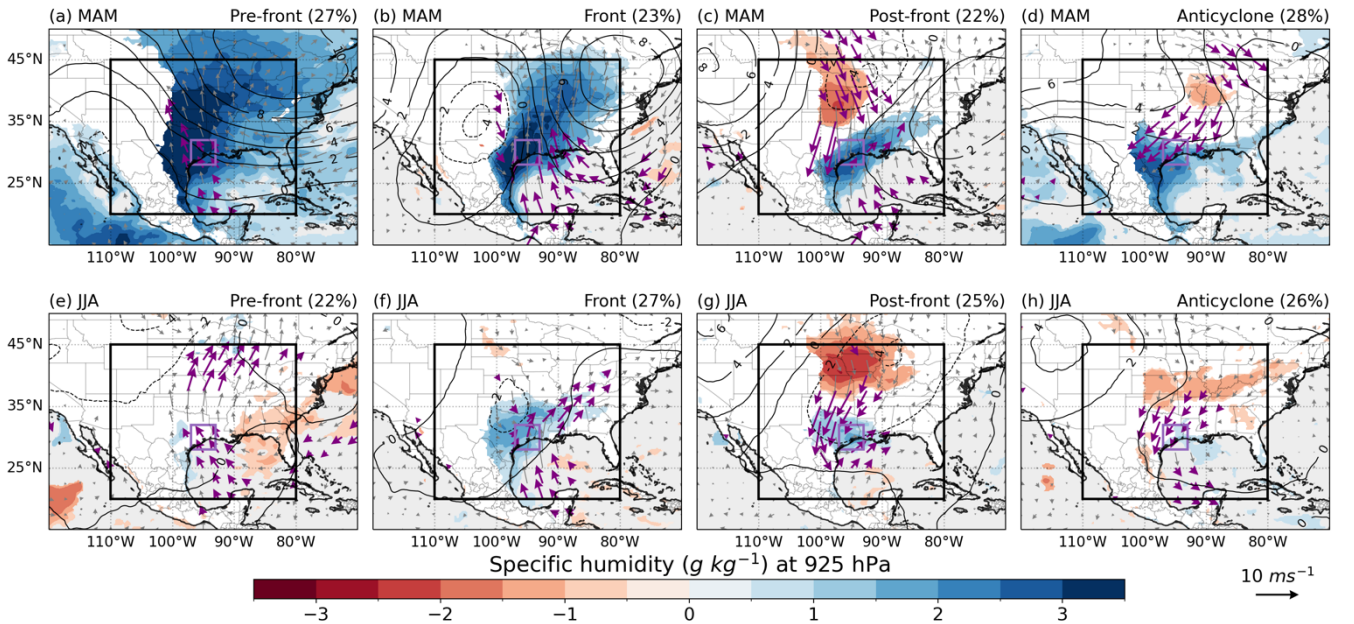 (a) MAM Pre-front (27%) (b) MAM Front (23%) (c) MAM Post-front (22%) (d) MAM Anticyclone (28%)
45°N
35°N
25°N
110°W 100°W 90°W 80°W 110°W 100°W 90°W 80°W 110°W 100°W 90°W 80°W 110°W 100°W 90°W 80°W
(e) JJA Pre-front (22%) (f) JJA Front (27%) (g) JJA Post-front (25%) (h) JJA Anticyclone (26%)
45°N
35°N
25°N
110°W 100°W 90°W 80°W 110°W 100°W 90°W 80°W 110°W 100°W 90°W 80°W 110°W 100°W 90°W 80°W
Specific humidity (g kg⁻¹) at 925 hPa
−3 −2 −1 0 1 2 3
10 ms⁻¹